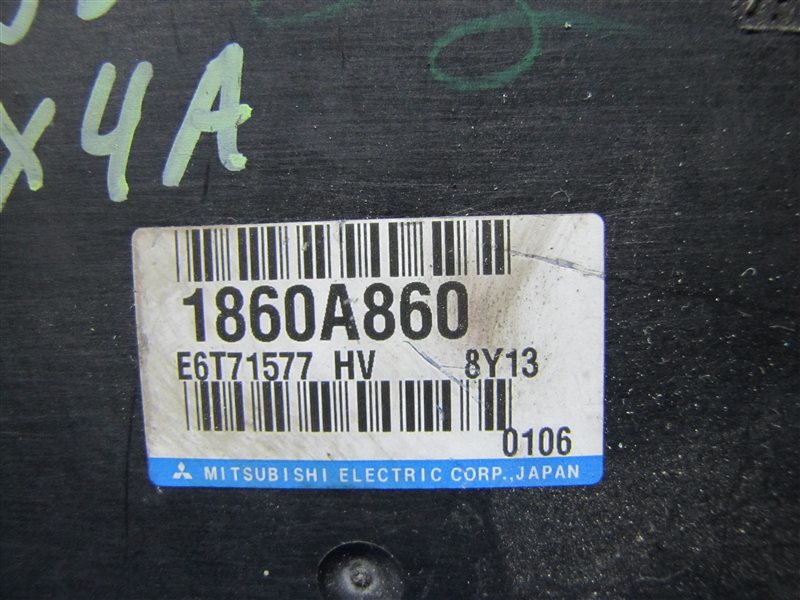 X4A
1860A860
E6T71577 HV 8Y13
0106
MITSUBISHI ELECTRIC CORP., JAPAN